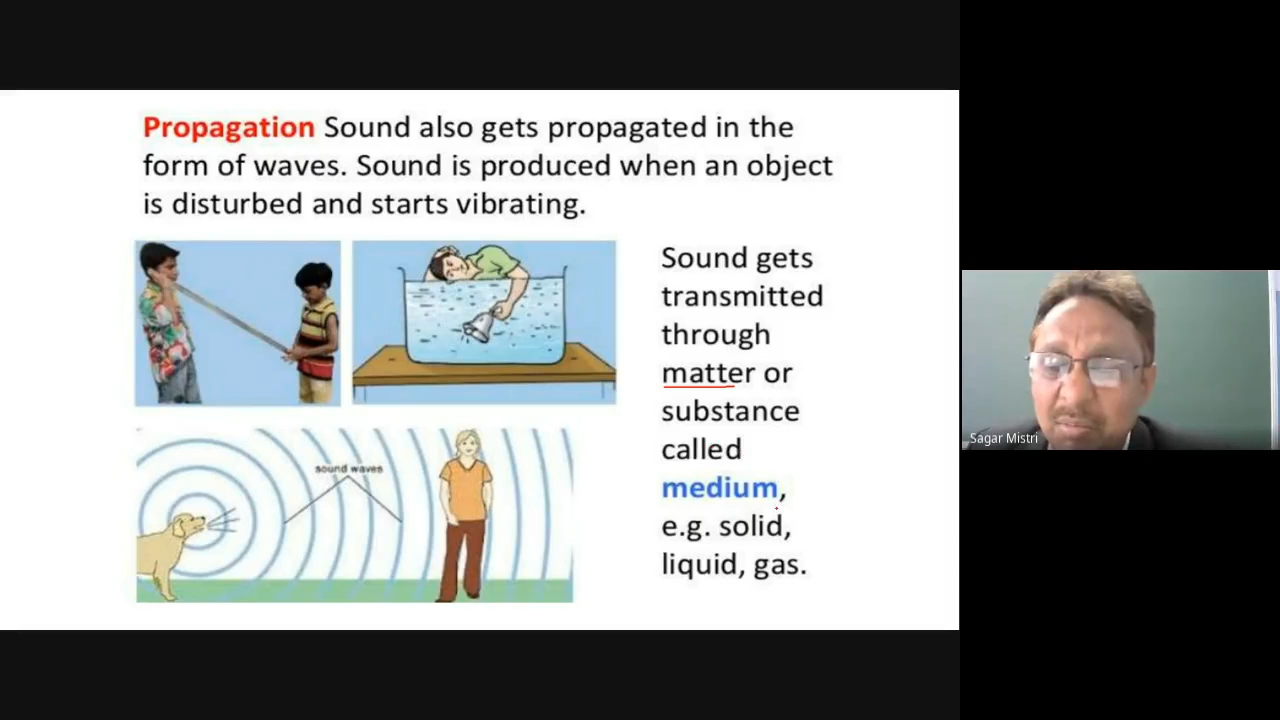 Propagation Sound also gets propagated in the
form of waves. Sound is produced when an object
is disturbed and starts vibrating.
Sound gets
transmitted
through
matter or
substance
called
medium,
e.g. solid,
liquid, gas.
sound waves
Sagar Mistri